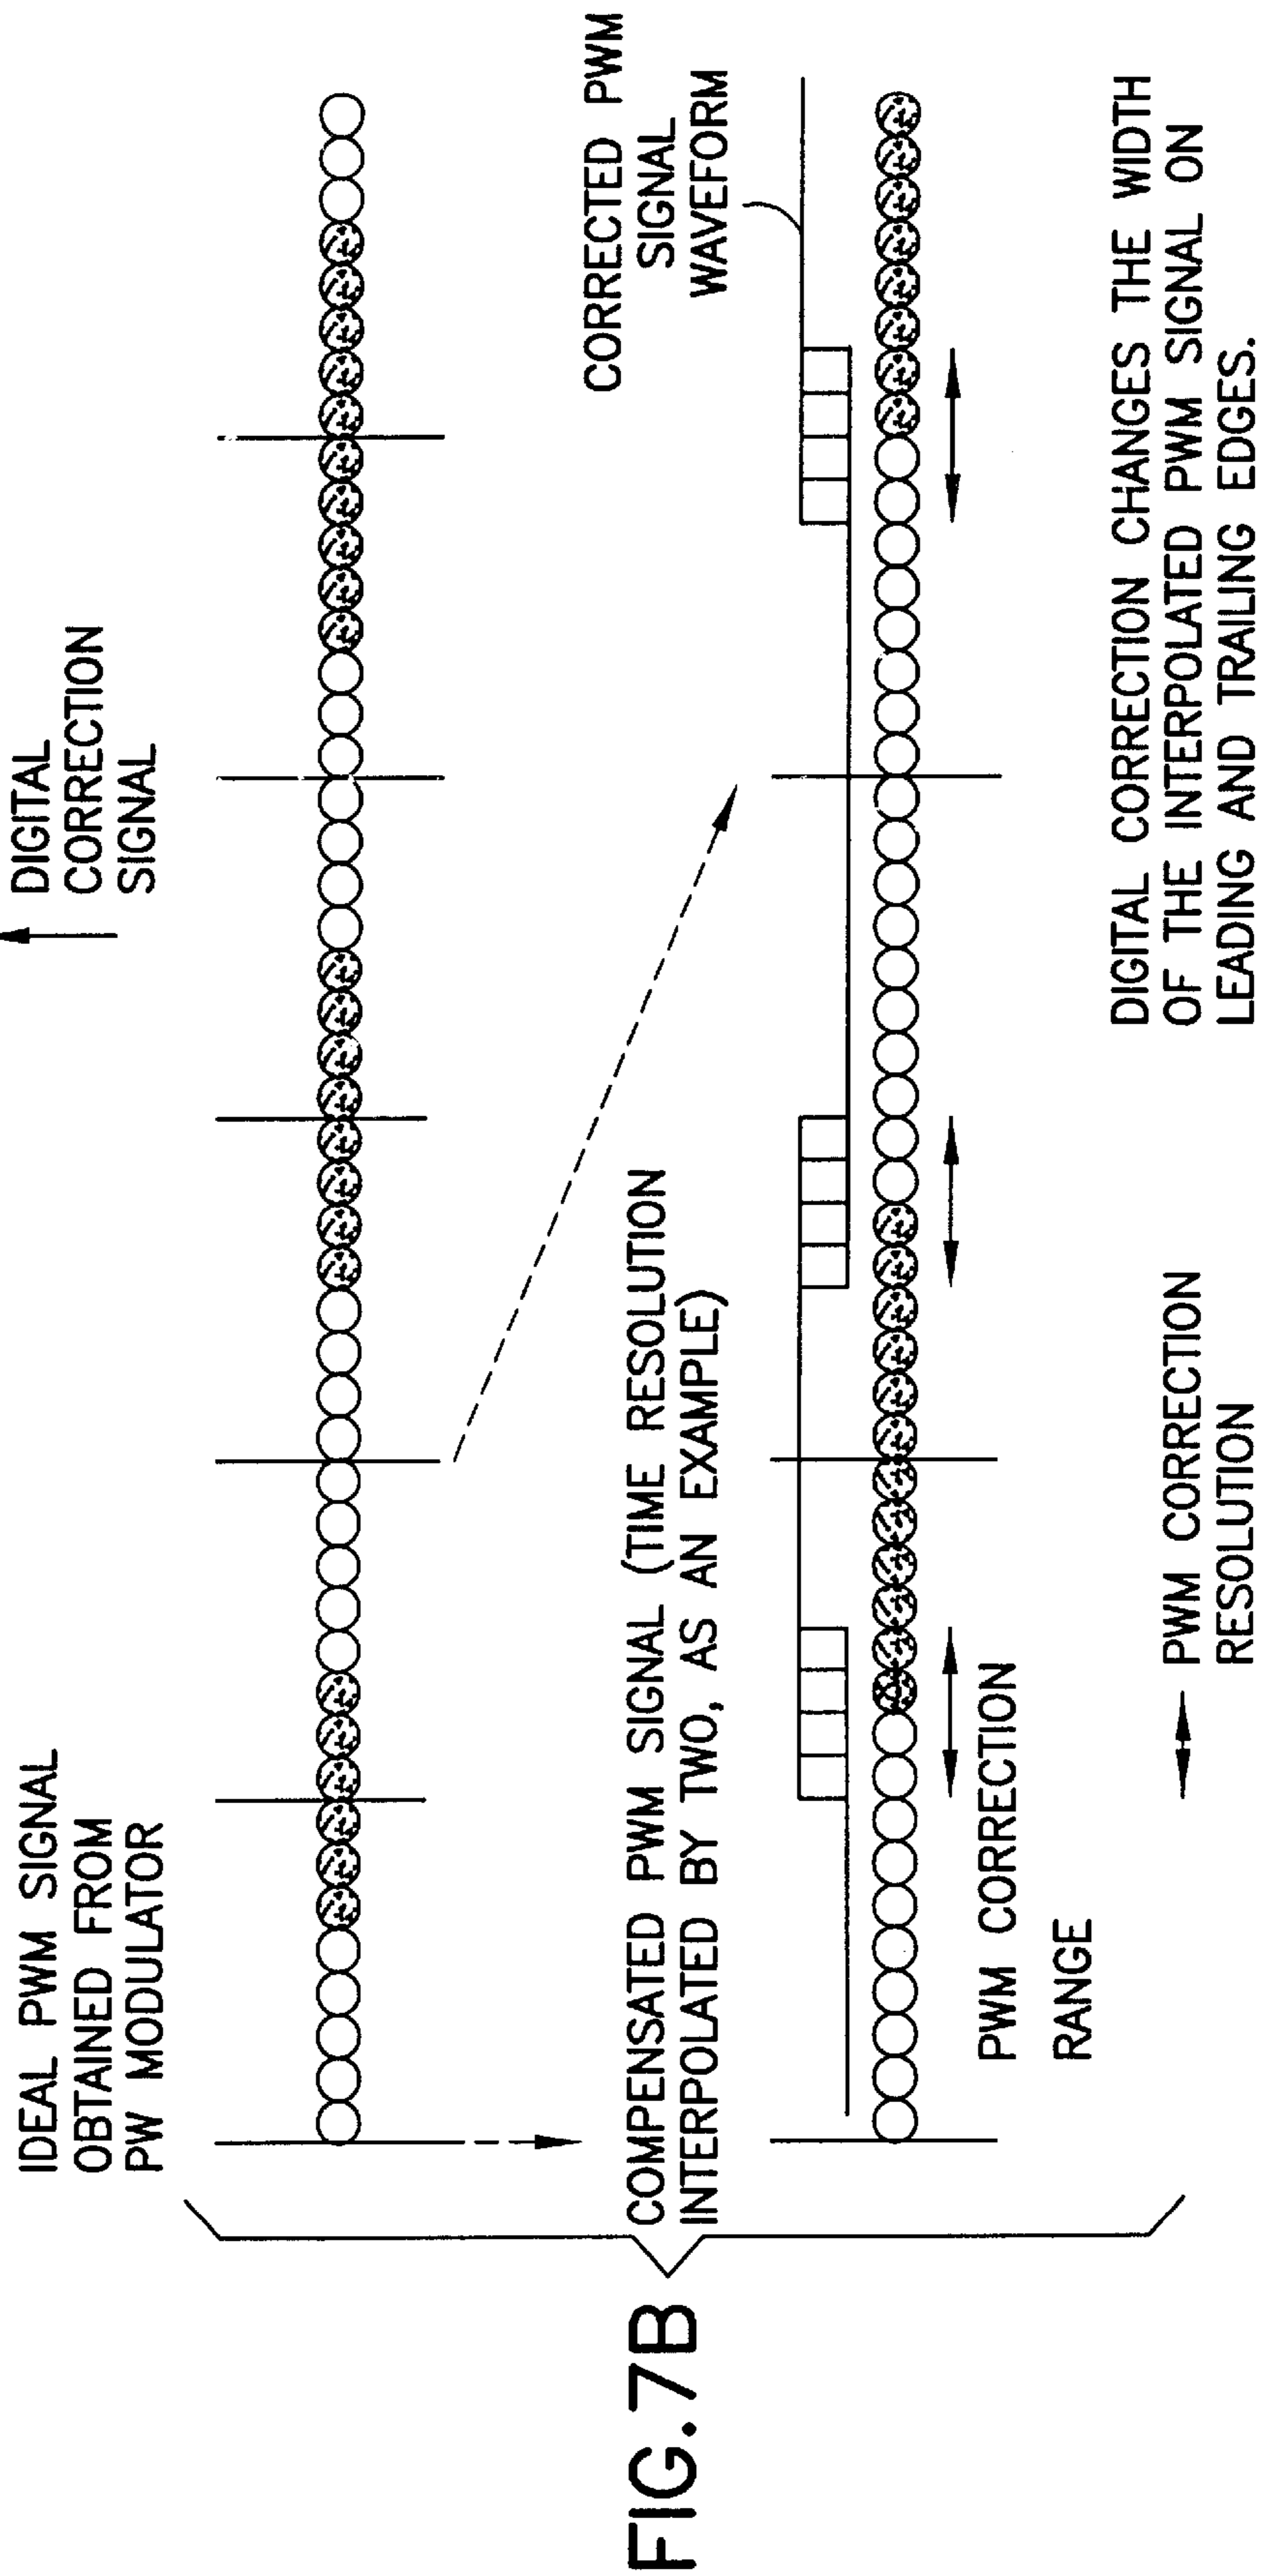 IDEAL PWM SIGNAL
OBTAINED FROM
PW MODULATOR
DIGITAL
CORRECTION
SIGNAL
COMPENSATED PWM SIGNAL (TIME RESOLUTION
INTERPOLATED BY TWO, AS AN EXAMPLE)
CORRECTED PWM
SIGNAL
WAVEFORM
PWM CORRECTION
RANGE
PWM CORRECTION
RESOLUTION
DIGITAL CORRECTION CHANGES THE WIDTH
OF THE INTERPOLATED PWM SIGNAL ON
LEADING AND TRAILING EDGES.
FIG.7B